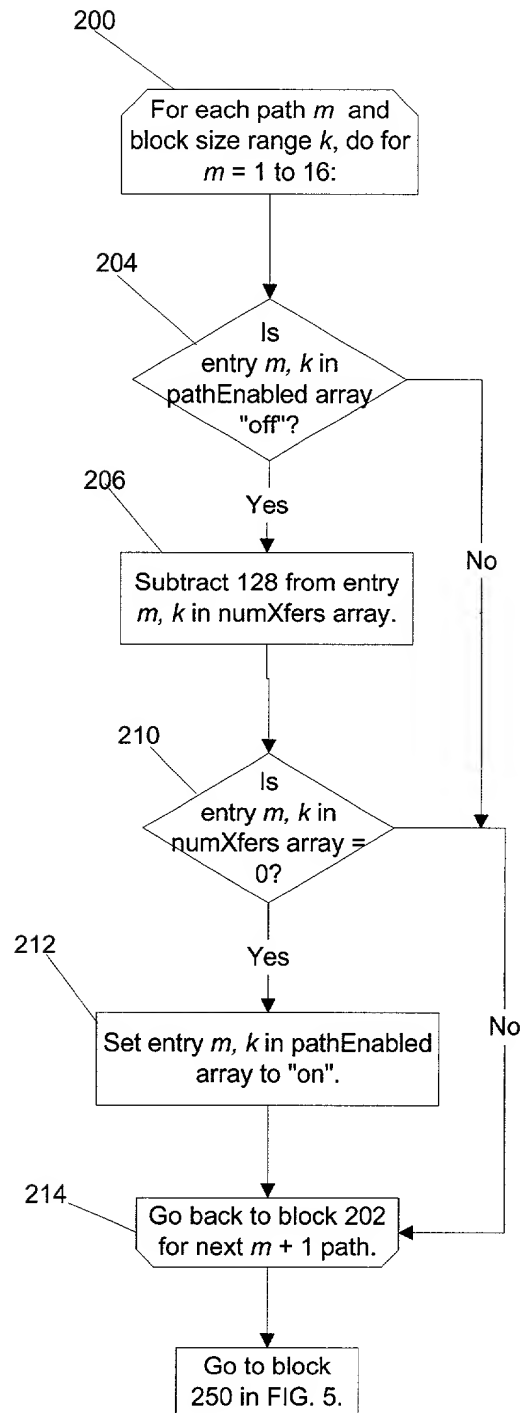 200
For each path m and
block size range k, do for
m = 1 to 16:
204
Is
entry m, k in
pathEnabled array
"off"?
Yes
No
206
Subtract 128 from entry
m, k in numXfers array.
210
Is
entry m, k in
numXfers array =
0?
Yes
No
212
Set entry m, k in pathEnabled
array to "on".
214
Go back to block 202
for next m + 1 path.
Go to block
250 in FIG. 5.